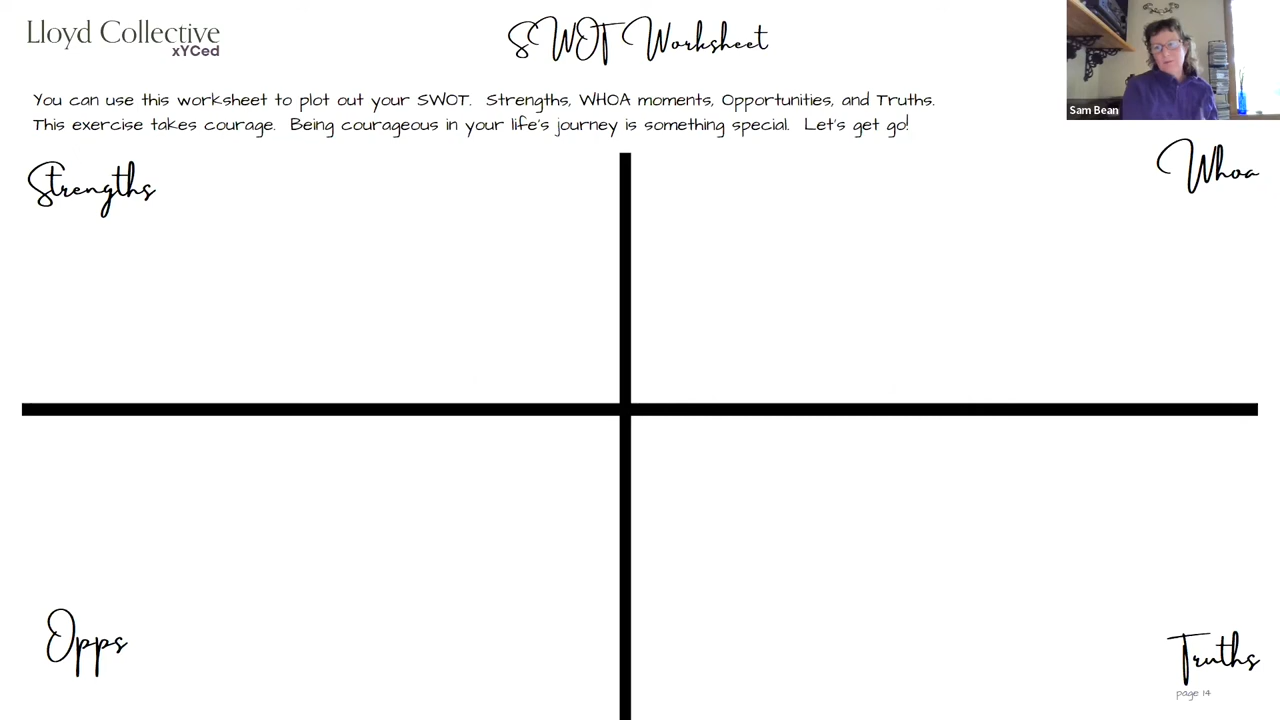 Lloyd Collective
xYCed
SWOT Worksheet
Sam Bean
You can use this worksheet to plot out your SWOT.  Strengths, WHOA moments, Opportunities, and Truths.
This exercise takes courage.  Being courageous in your life's journey is something special.  Let's get go!
Strengths
Whoa
Opps
Truths
page 14